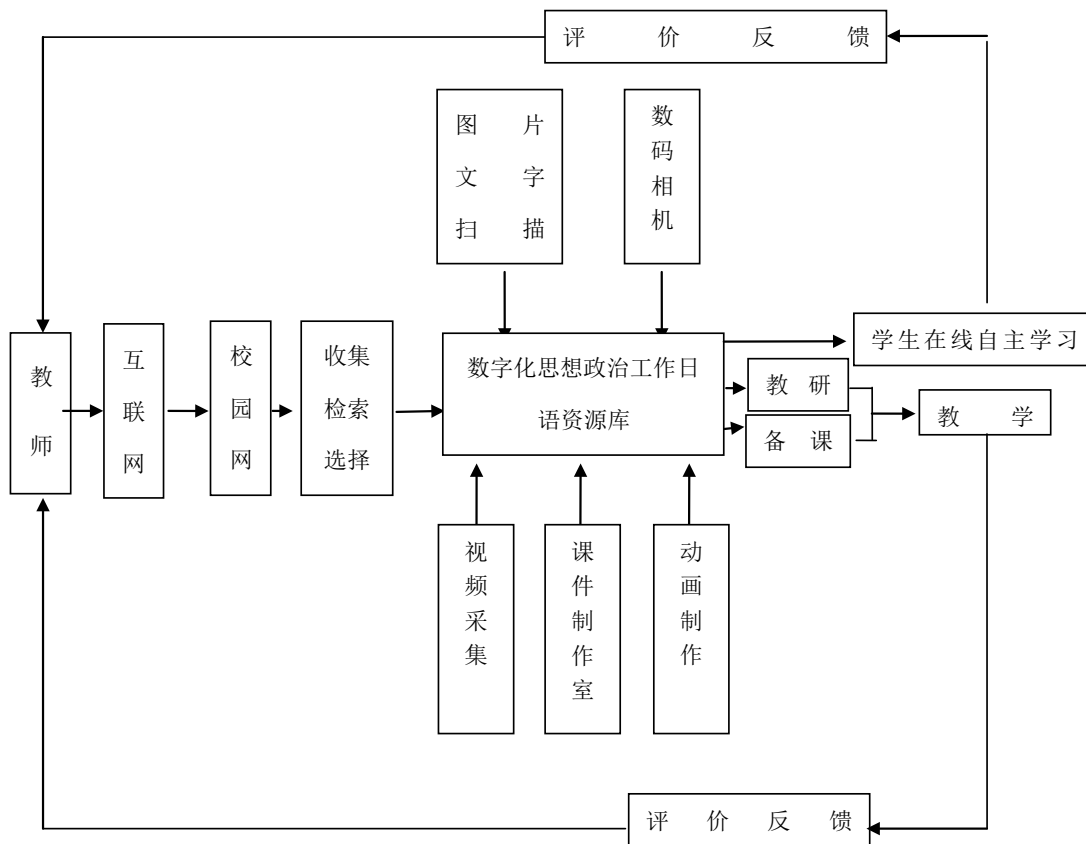 评价反馈
图片
文字
扫描
数码相机
教师
互联网
校园网
收集
检索
选择
数字化思想政治工作日
语资源库
学生在线自主学习
教研
备课
教学
视频采集
课件制作室
动画制作
评价反馈